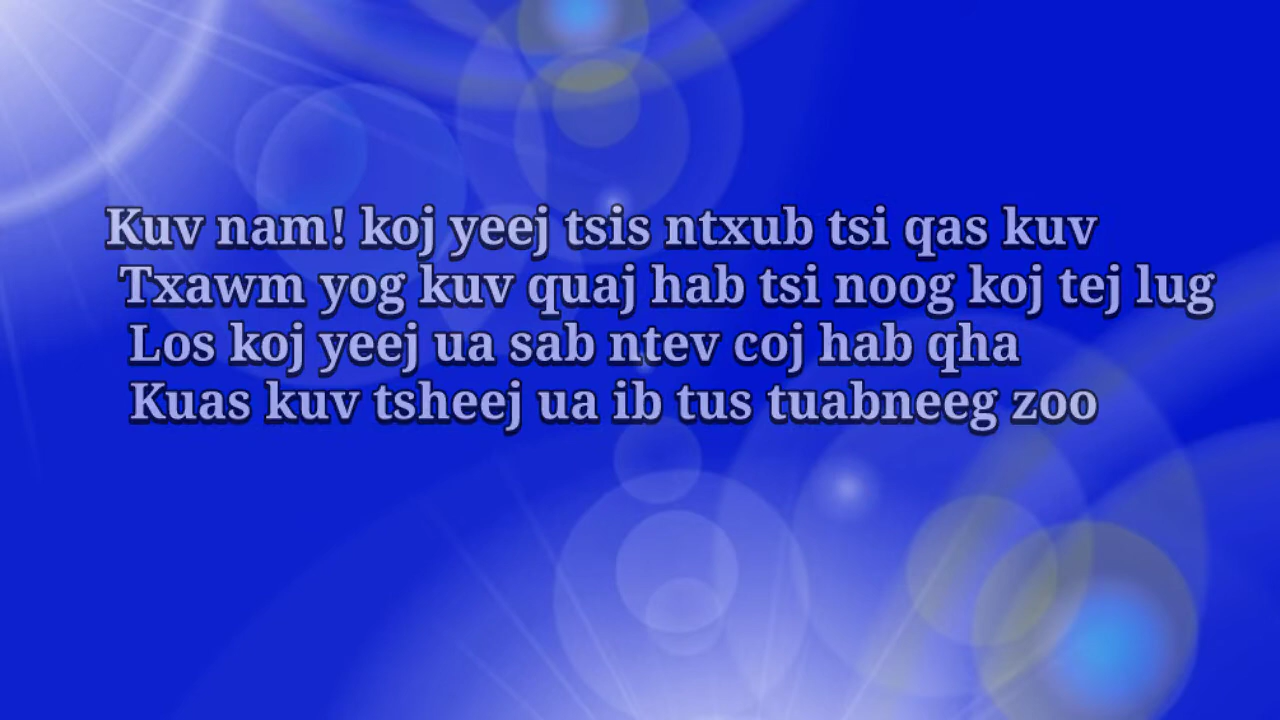 Kuv nam! koj yeej tsis ntxub tsi qas kuv
Txawm yog kuv quaj hab tsi noog koj tej lug
Los koj yeej ua sab ntev coj hab qha
Kuas kuv tsheej ua ib tus tuabneeg zoo